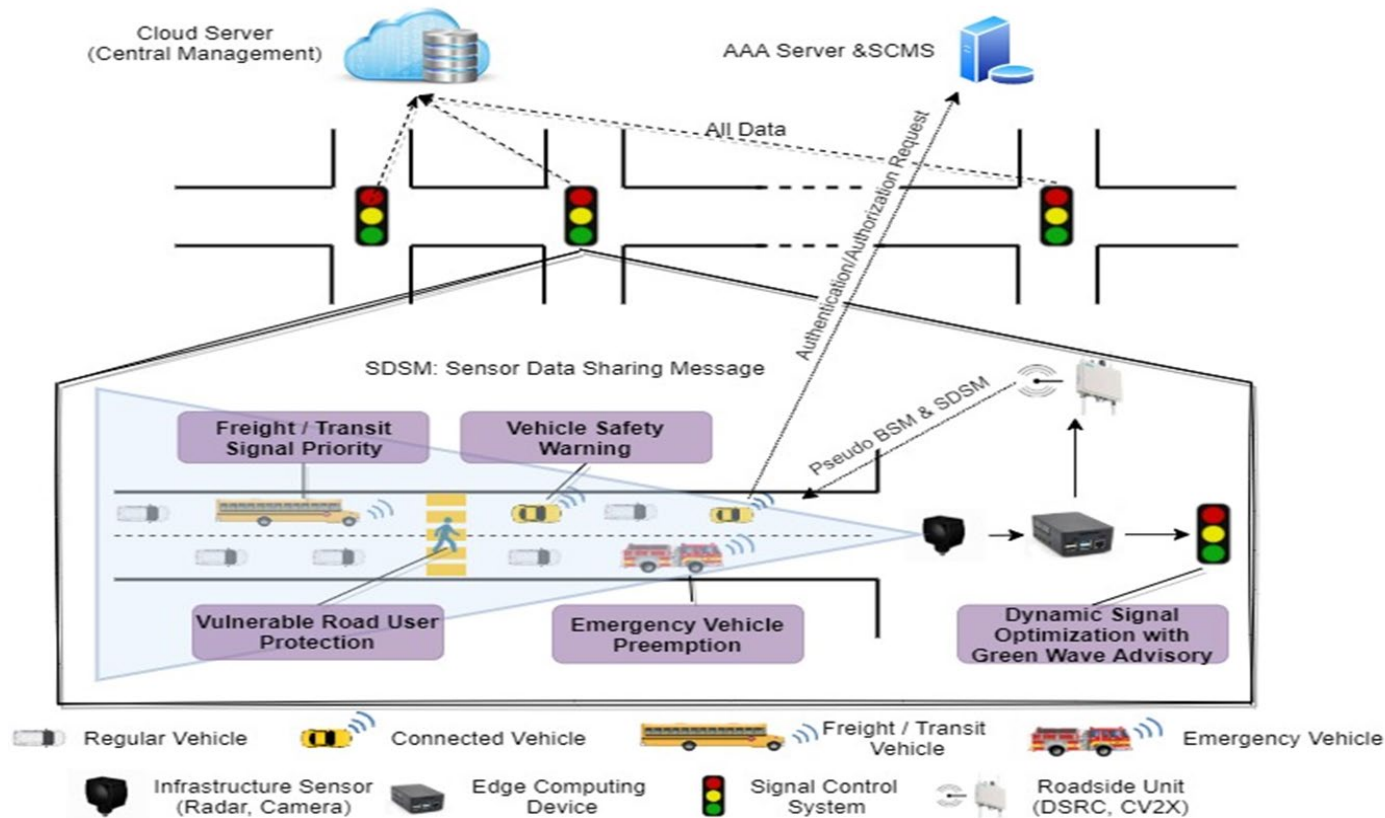 Cloud Server
(Central Management)
AAA Server &SCMS
All Data
Authentication/Authorization Request
SDSM: Sensor Data Sharing Message
Pseudo BSM & SDSM
Freight / Transit
Signal Priority
Vehicle Safety
Warning
Vulnerable Road User
Protection
Emergency Vehicle
Preemption
Dynamic Signal
Optimization with
Green Wave Advisory
Regular Vehicle
Connected Vehicle
Freight / Transit
Vehicle
Emergency Vehicle
Infrastructure Sensor
(Radar, Camera)
Edge Computing
Device
Signal Control
System
Roadside Unit
(DSRC, CV2X)